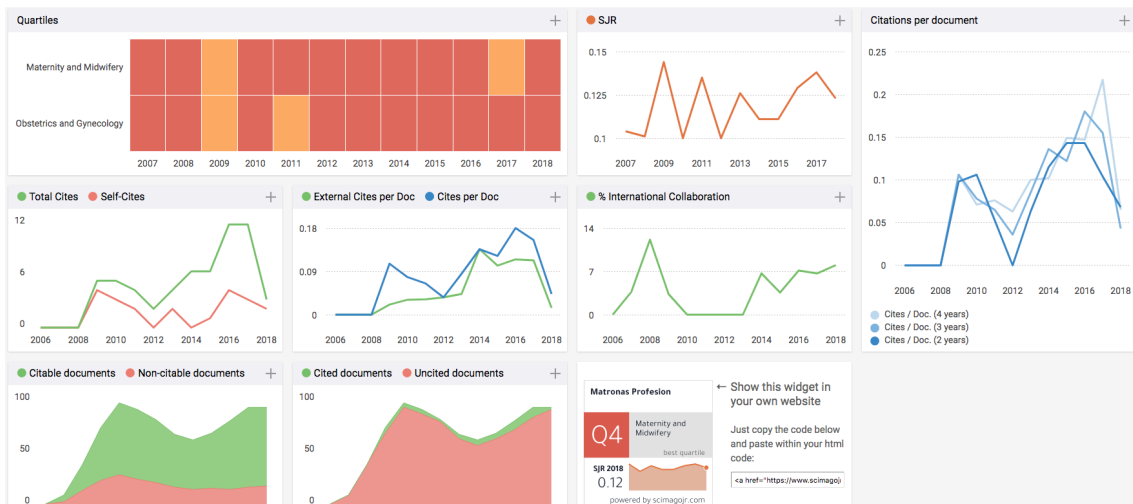 Quartiles
Maternity and Midwifery
Obstetrics and Gynecology
2007 2008 2009 2010 2011 2012 2013 2014 2015 2016 2017 2018
SJR
0.15
0.125
0.1
2007 2009 2011 2013 2015 2017
Citations per document
0.25
0.2
0.15
0.1
0.05
0
2006 2008 2010 2012 2014 2016 2018
Cites / Doc. (4 years)
Cites / Doc. (3 years)
Cites / Doc. (2 years)
Total Cites Self-Cites
12
6
0
2006 2008 2010 2012 2014 2016 2018
External Cites per Doc Cites per Doc
0.18
0.09
0
2006 2008 2010 2012 2014 2016 2018
% International Collaboration
14
7
0
2006 2008 2010 2012 2014 2016 2018
Citable documents Non-citable documents
100
50
0
Cited documents Uncited documents
100
50
0
Matronas Profesion
Q4
Maternity and
Midwifery
best quartile
SJR 2018
0.12
powered by scimagojr.com
← Show this widget in
your own website
Just copy the code below
and paste within your html
code:
<a href="https://www.scimagoj